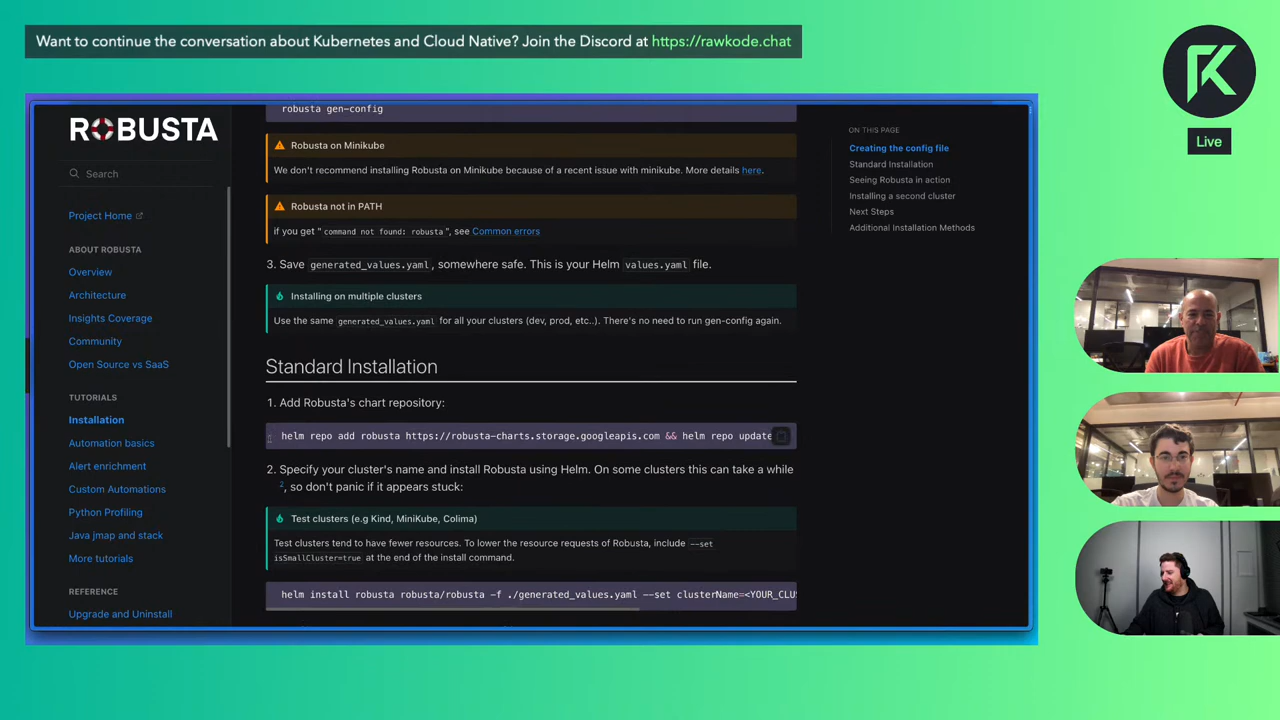 Want to continue the conversation about Kubernetes and Cloud Native? Join the Discord at https://rawkode.chat
Live
ROBUSTA
Search
Project Home
ABOUT ROBUSTA
Overview
Architecture
Insights Coverage
Community
Open Source vs SaaS
TUTORIALS
Installation
Automation basics
Alert enrichment
Custom Automations
Python Profiling
Java jmap and stack
More tutorials
REFERENCE
Upgrade and Uninstall
robusta gen-config
Robusta on Minikube
We don't recommend installing Robusta on Minikube because of a recent issue with minikube. More details here.
Robusta not in PATH
if you get " command not found: robusta ", see Common errors
3. Save generated_values.yaml, somewhere safe. This is your Helm values.yaml file.
Installing on multiple clusters
Use the same generated_values.yaml for all your clusters (dev, prod, etc..). There's no need to run gen-config again.
Standard Installation
1. Add Robusta's chart repository:
helm repo add robusta https://robusta-charts.storage.googleapis.com && helm repo update
2. Specify your cluster's name and install Robusta using Helm. On some clusters this can take a while
2, so don't panic if it appears stuck:
Test clusters (e.g Kind, MiniKube, Colima)
Test clusters tend to have fewer resources. To lower the resource requests of Robusta, include --set
isSmallCluster=true at the end of the install command.
helm install robusta robusta/robusta -f ./generated_values.yaml --set clusterName=<YOUR_CLUS
ON THIS PAGE
Creating the config file
Standard Installation
Seeing Robusta in action
Installing a second cluster
Next Steps
Additional Installation Methods